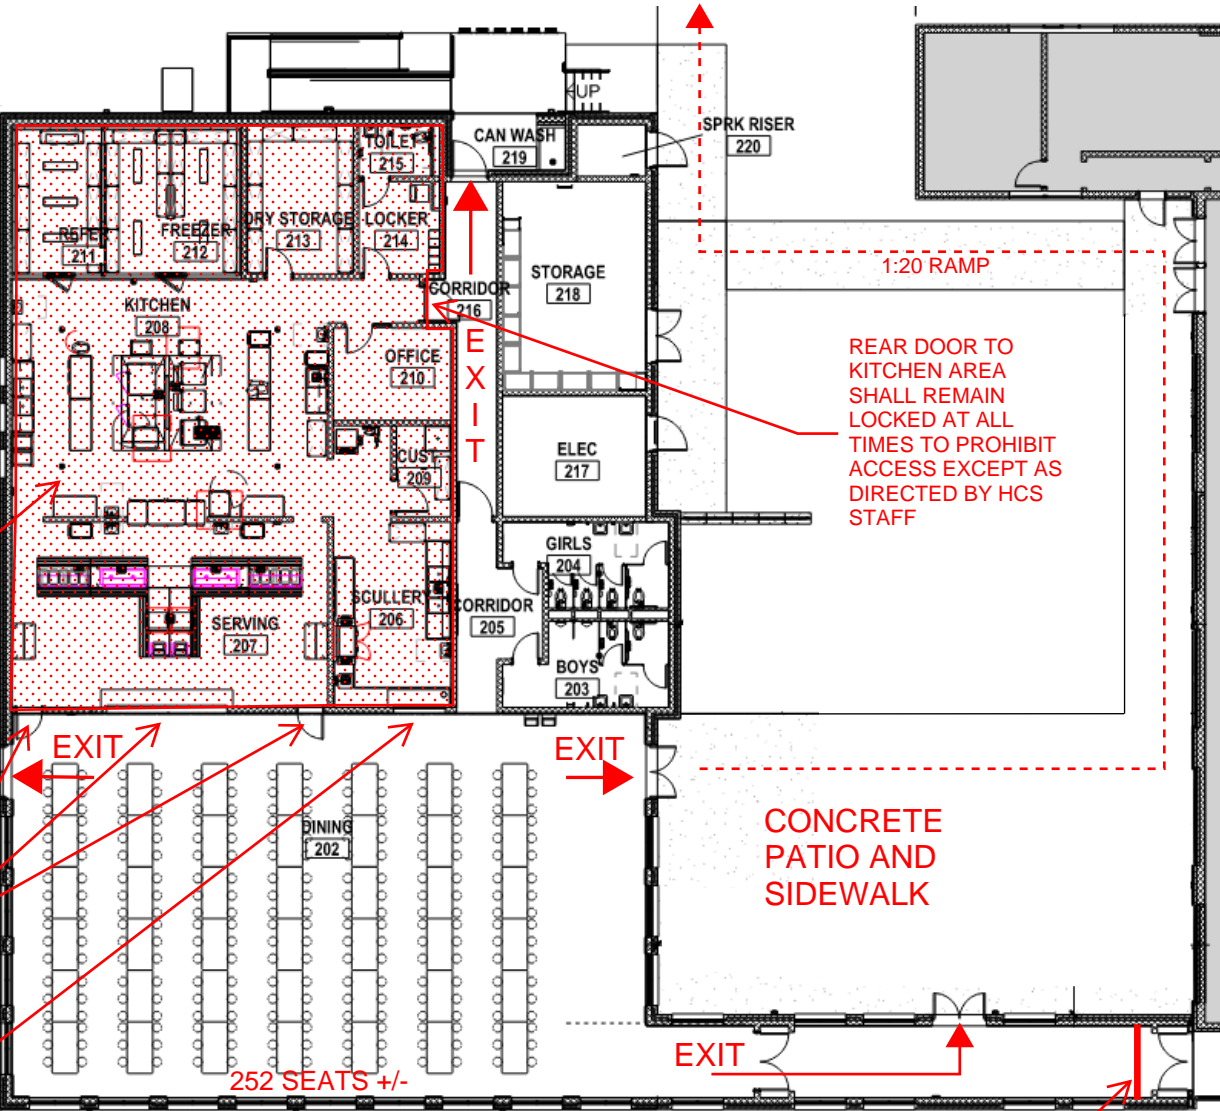 UP
CAN WASH
219
SPRK RISER
220
TOILET
215
REFER
211
FREEZER
212
DRY STORAGE
213
LOCKER
214
CORRIDOR
216
STORAGE
218
1:20 RAMP
KITCHEN
208
EXIT
OFFICE
210
REAR DOOR TO
KITCHEN AREA
SHALL REMAIN
LOCKED AT ALL
TIMES TO PROHIBIT
ACCESS EXCEPT AS
DIRECTED BY HCS
STAFF
CUST
209
ELEC
217
GIRLS
204
SCULLERY
206
CORRIDOR
205
SERVING
207
BOYS
203
EXIT
EXIT
DINING
202
CONCRETE
PATIO AND
SIDEWALK
EXIT
252 SEATS +/-